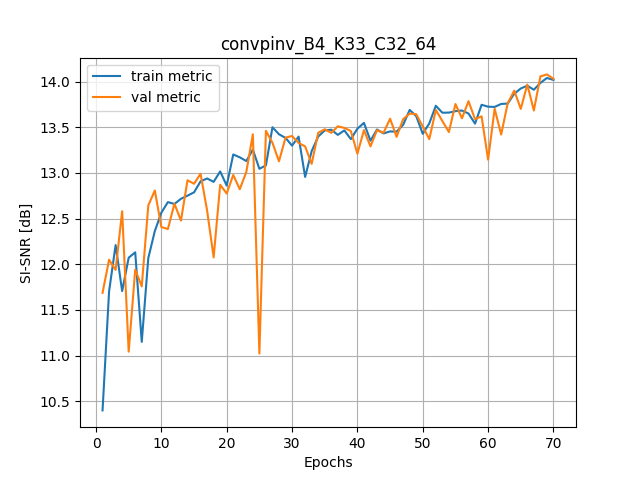 convpinv_B4_K33_C32_64
train metric
val metric
14.0
13.5
13.0
12.5
12.0
11.5
11.0
10.5
SI-SNR [dB]
0 10 20 30 40 50 60 70
Epochs